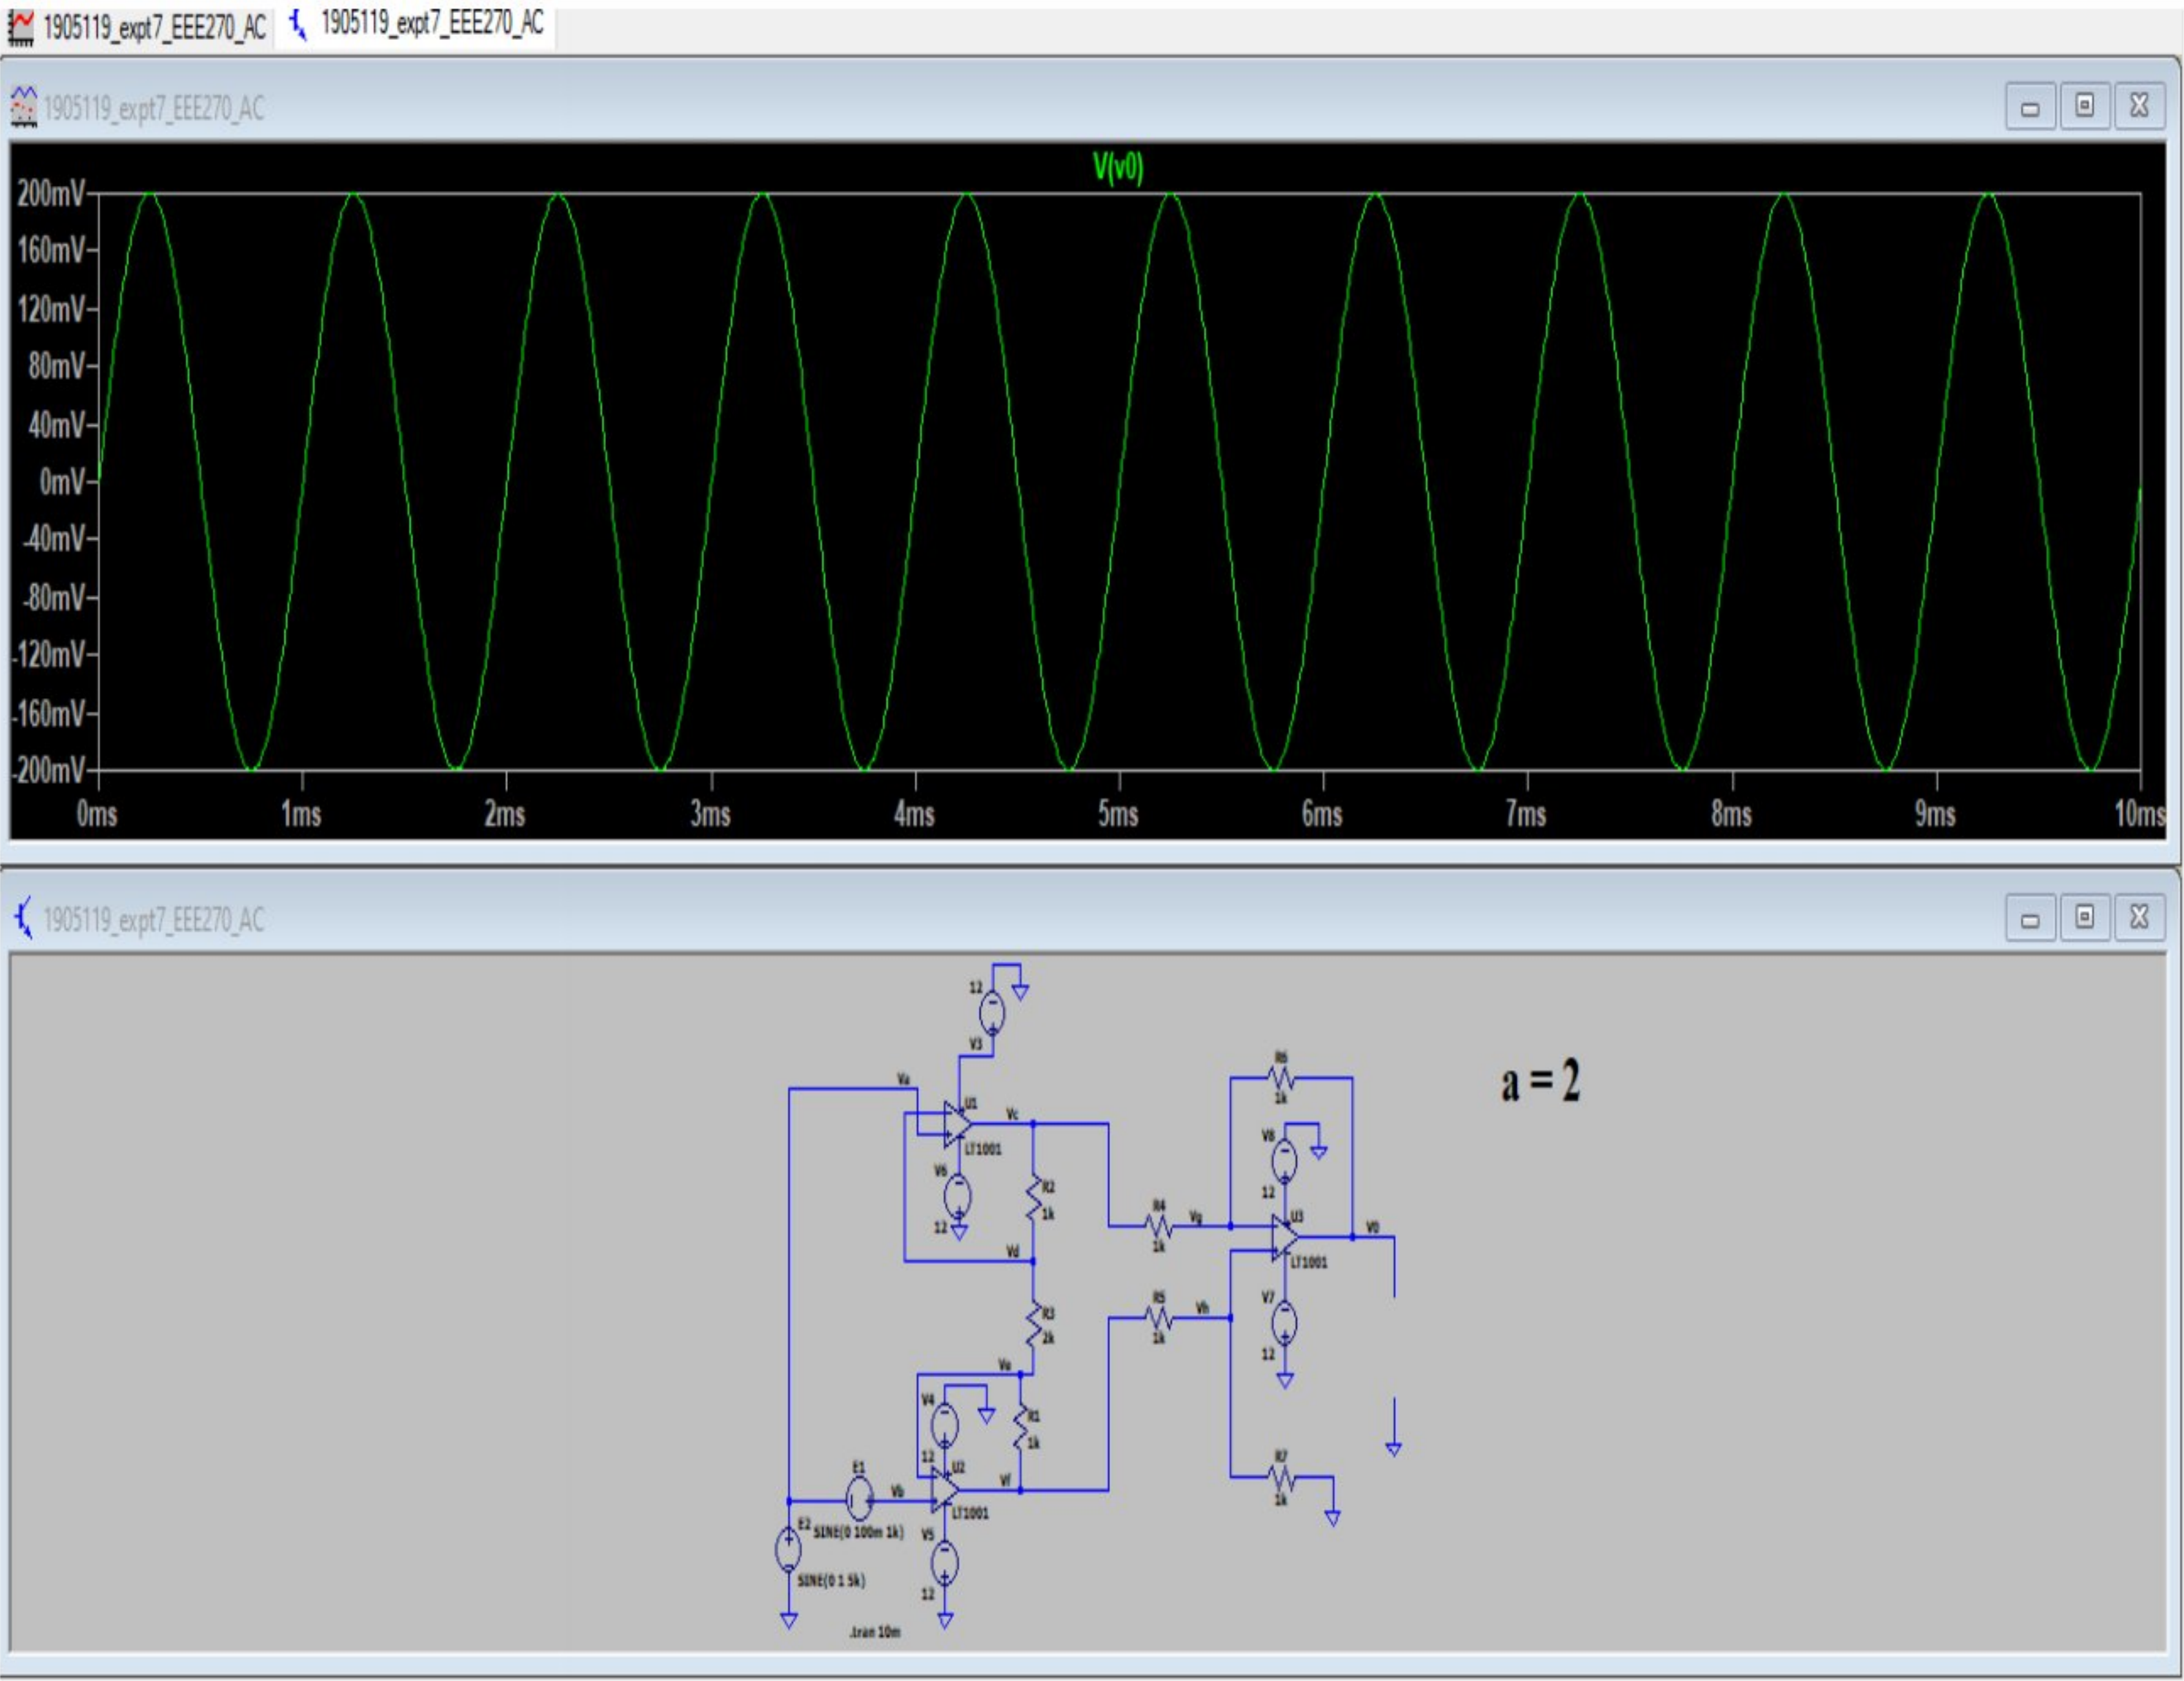 1905119_expt7_EEE270_AC
1905119_expt7_EEE270_AC
1905119_expt7_EEE270_AC
V(v0)
200mV
160mV
120mV
80mV
40mV
0mV
-40mV
-80mV
-120mV
-160mV
-200mV
0ms 1ms 2ms 3ms 4ms 5ms 6ms 7ms 8ms 9ms 10ms
1905119_expt7_EEE270_AC
12
V3
a = 2
R6
1k
Va
U1
Vc
LT1001
V6
12
R2
1k
V8
12
R4
Vg
1k
U3
V0
LT1001
Vd
R3
2k
R5
Vh
1k
V7
12
Ve
V4
12
R1
1k
E1
Vb
U2
Vf
LT1001
R7
1k
E2
SINE(0 100m 1k)
V5
12
SINE(0 1 5k)
.tran 10m